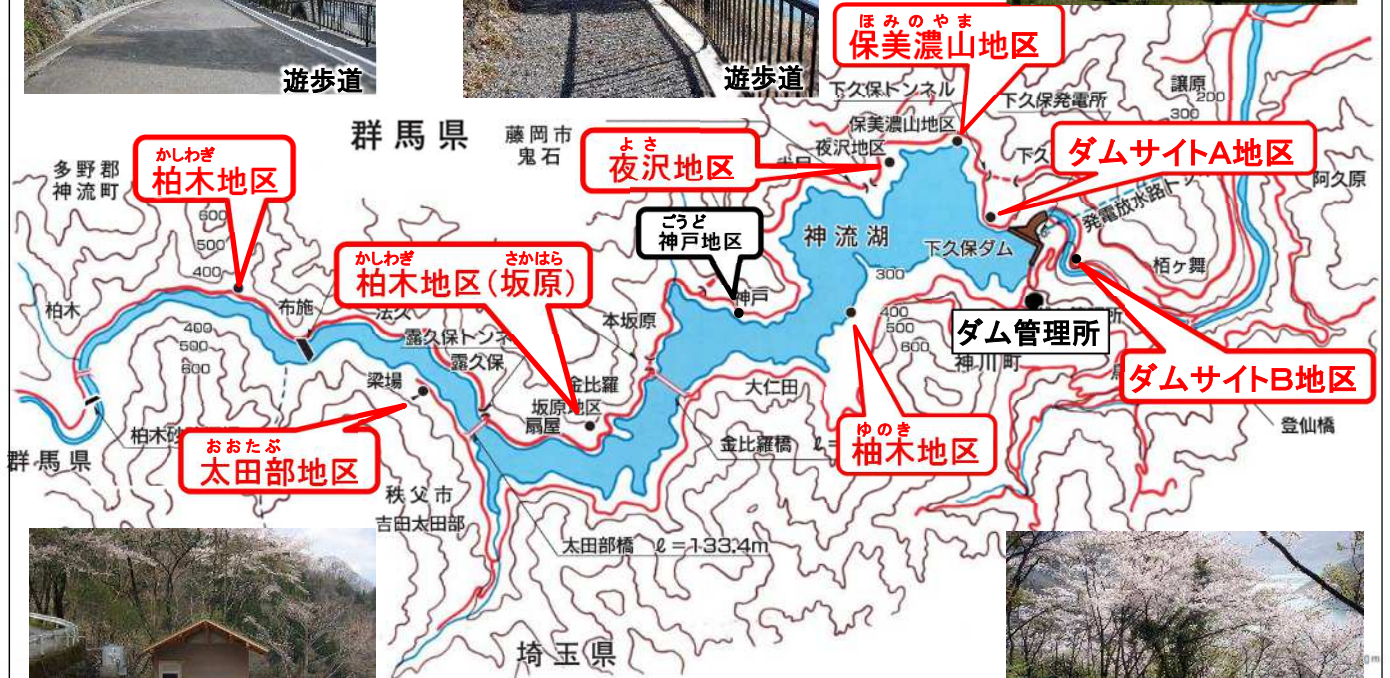 遊歩道
遊歩道
ほみのやま
保美濃山地区
下久保トンネル
下久保発電所
譲原
200
300
保美濃山地区
群馬県
藤岡市
鬼石
よさ
夜沢地区
夜沢地区
ダムサイトA地区
阿久原
多野郡
神流町
かしわぎ
柏木地区
600
500
400
ごうど
神戸地区
神流湖
発電放水路ト
下久保ダム
栢ヶ舞
300
かしわぎ
さかはら
柏木地区(坂原)
神戸
柏木
布施
法久
本坂原
400
500
600
400
500
600
ダム管理所
露久保トンネ
露久保
神川町
梁場
金比羅
坂原地区
扇屋
大仁田
ダムサイトB地区
登仙橋
柏木砂
おおたぶ
太田部地区
金比羅橋 ℓ=
ゆのき
柚木地区
群馬県
秩父市
吉田太田部
太田部橋 ℓ=133.4m
埼玉県